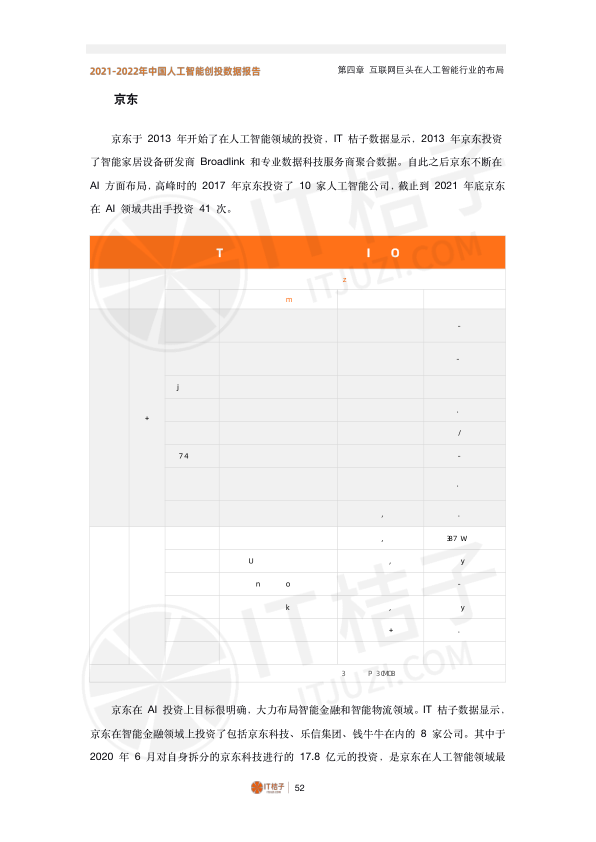 2021-2022年中国人工智能创投数据报告
第四章 互联网巨头在人工智能行业的布局
京东
京东于 2013 年开始了在人工智能领域的投资，IT 桔子数据显示，2013 年京东投资
了智能家居设备研发商 Broadlink 和专业数据科技服务商聚合数据。自此之后京东不断在
AI 方面布局，高峰时的 2017 年京东投资了 10 家人工智能公司，截止到 2021 年底京东
在 AI 领域共出手投资 41 次。
T I O
z
m
-
-
j
.
+
/
74 -
.
, .
, 387 W
U , y
n o -
k , y
+ .
IT桔子
ITJUZI.COM
IT桔子
ITJUZI.COM
京东在 AI 投资上目标很明确，大力布局智能金融和智能物流领域。IT 桔子数据显示，
京东在智能金融领域上投资了包括京东科技、乐信集团、钱牛牛在内的 8 家公司。其中于
2020 年 6 月对自身拆分的京东科技进行的 17.8 亿元的投资，是京东在人工智能领域最
IT桔子
52